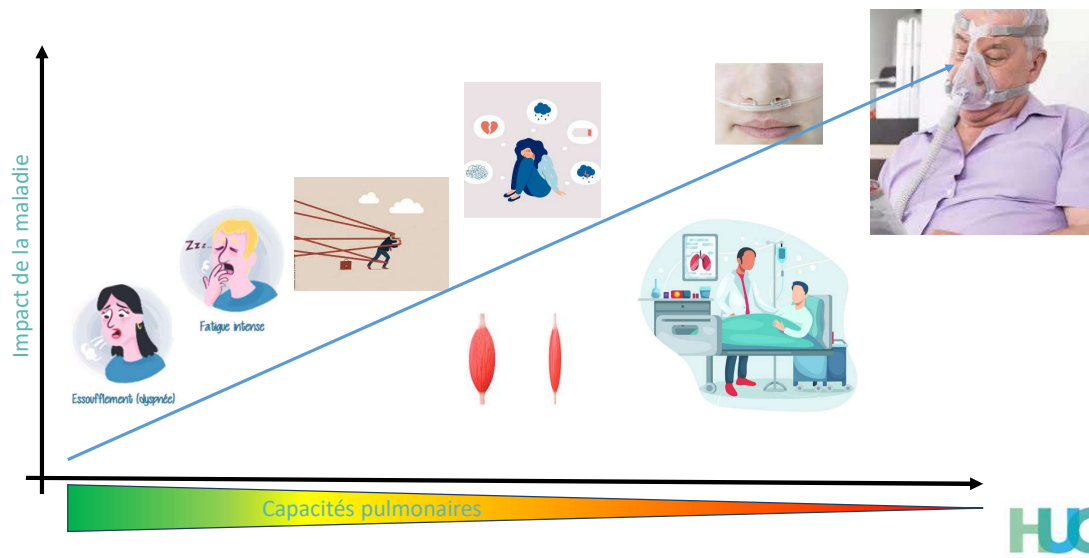 Impact de la maladie
Zzz...
Fatigue intense
Essoufflement (dyspnée)
Capacités pulmonaires
HUG